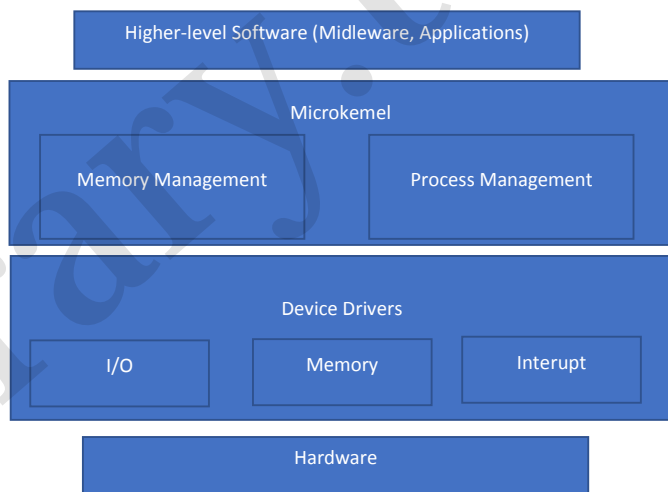 Higher-level Software (Midleware, Applications)
Microkemel
Memory Management
Process Management
Device Drivers
I/O
Memory
Interupt
Hardware